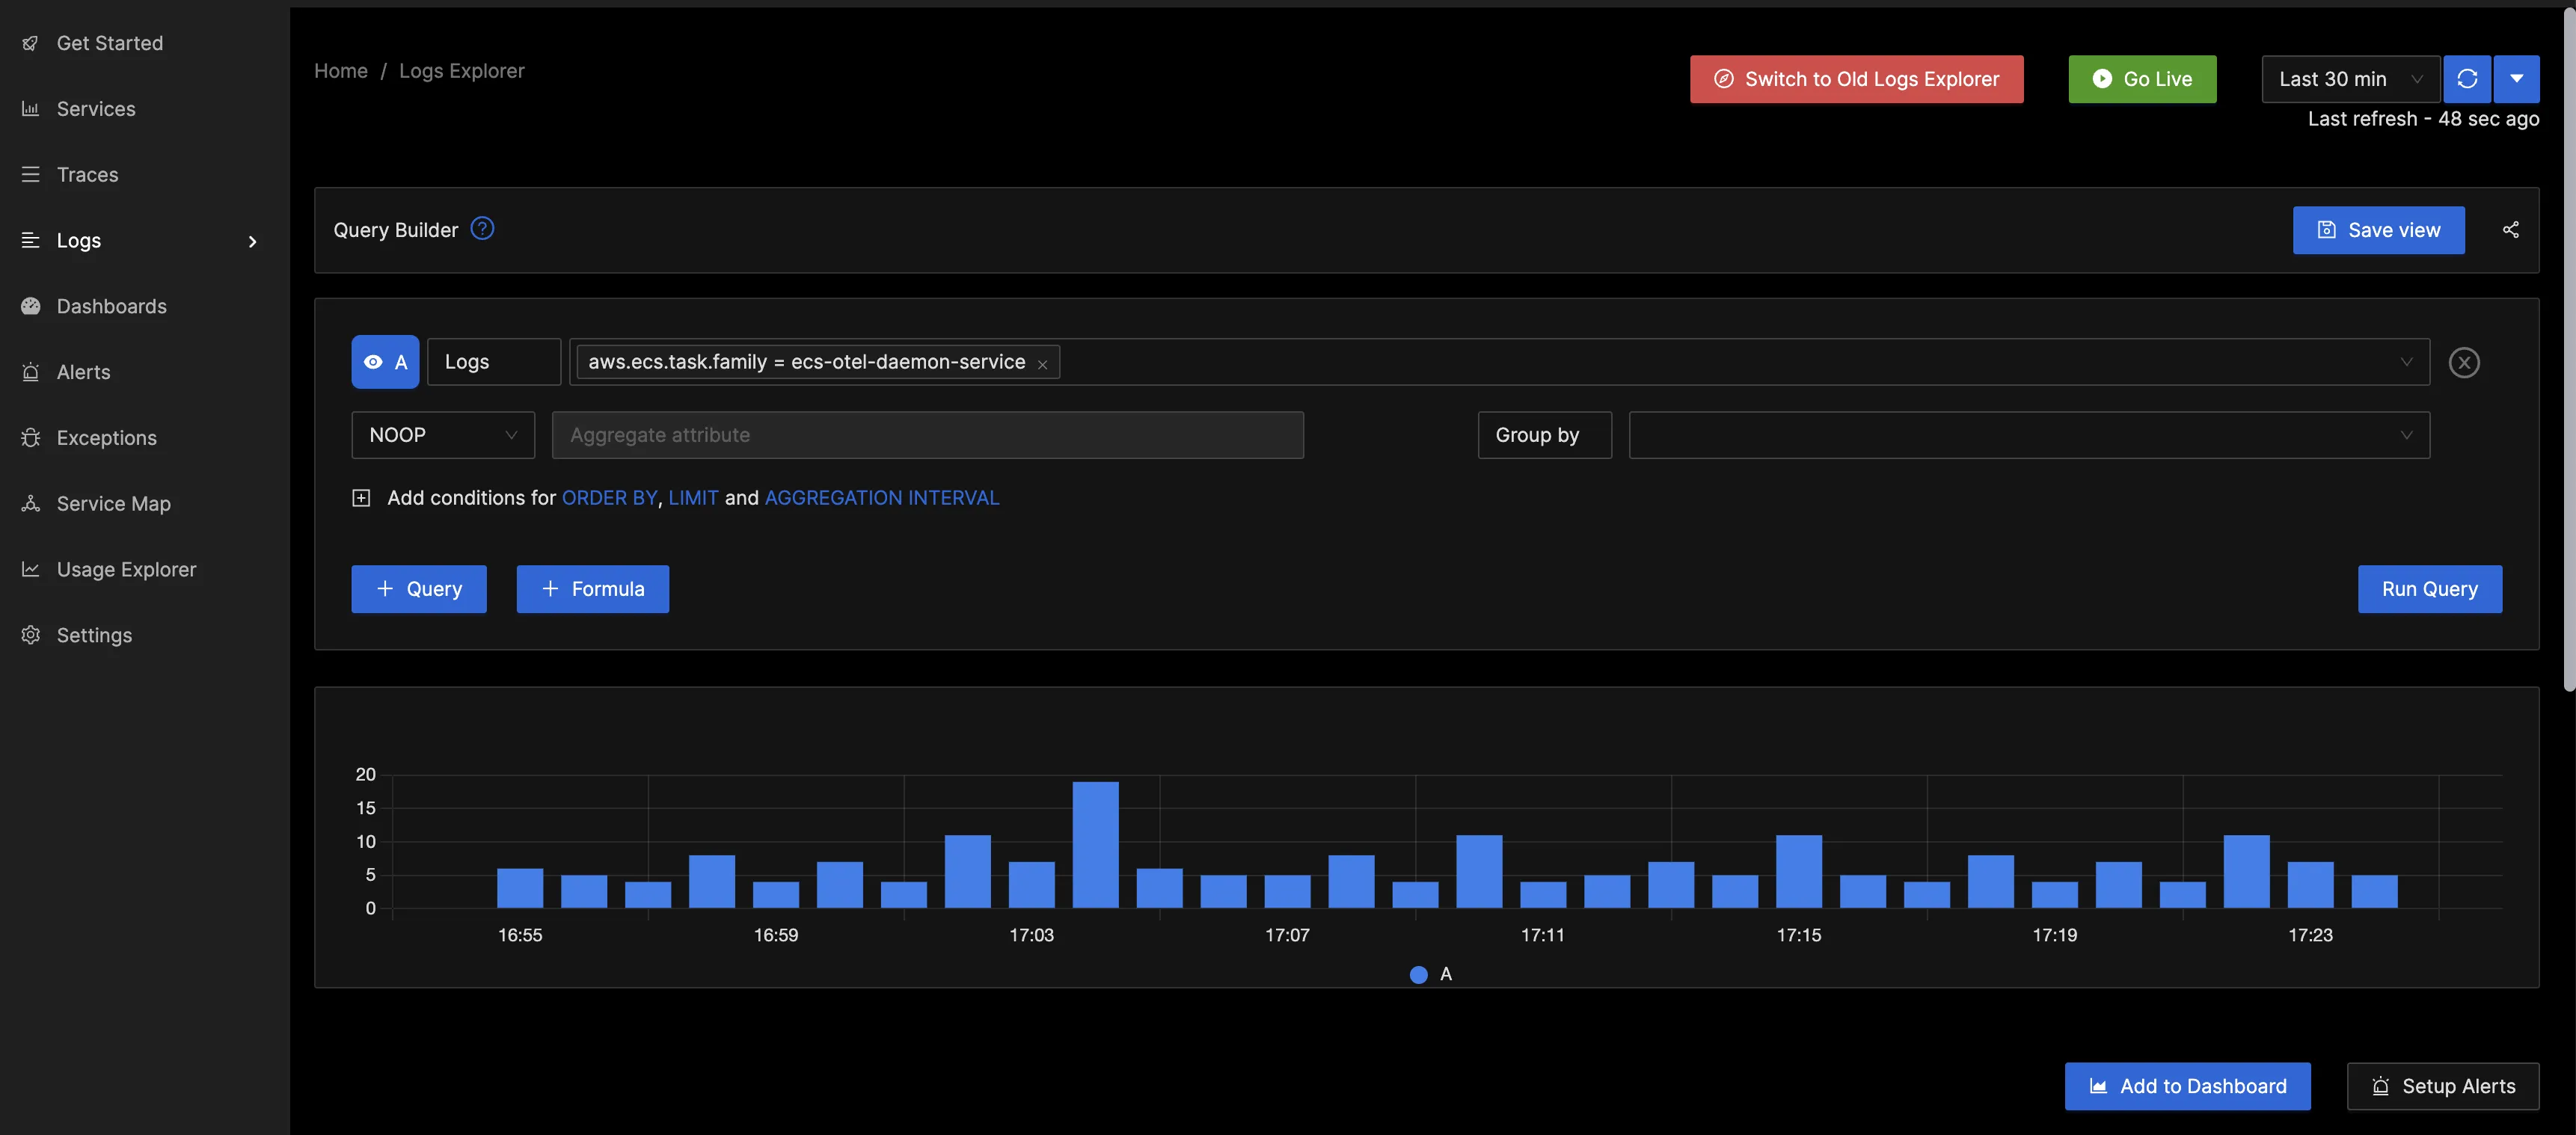 Get Started
Services
Traces
Logs
Dashboards
Alerts
Exceptions
Service Map
Usage Explorer
Settings
Home / Logs Explorer
Switch to Old Logs Explorer
Go Live
Last 30 min
Last refresh - 48 sec ago
Query Builder
Save view
A
Logs
aws.ecs.task.family = ecs-otel-daemon-service
NOOP
Aggregate attribute
Group by
Add conditions for ORDER BY, LIMIT and AGGREGATION INTERVAL
+ Query
+ Formula
Run Query
20
15
10
5
0
16:55 16:59 17:03 17:07 17:11 17:15 17:19 17:23
A
Add to Dashboard
Setup Alerts